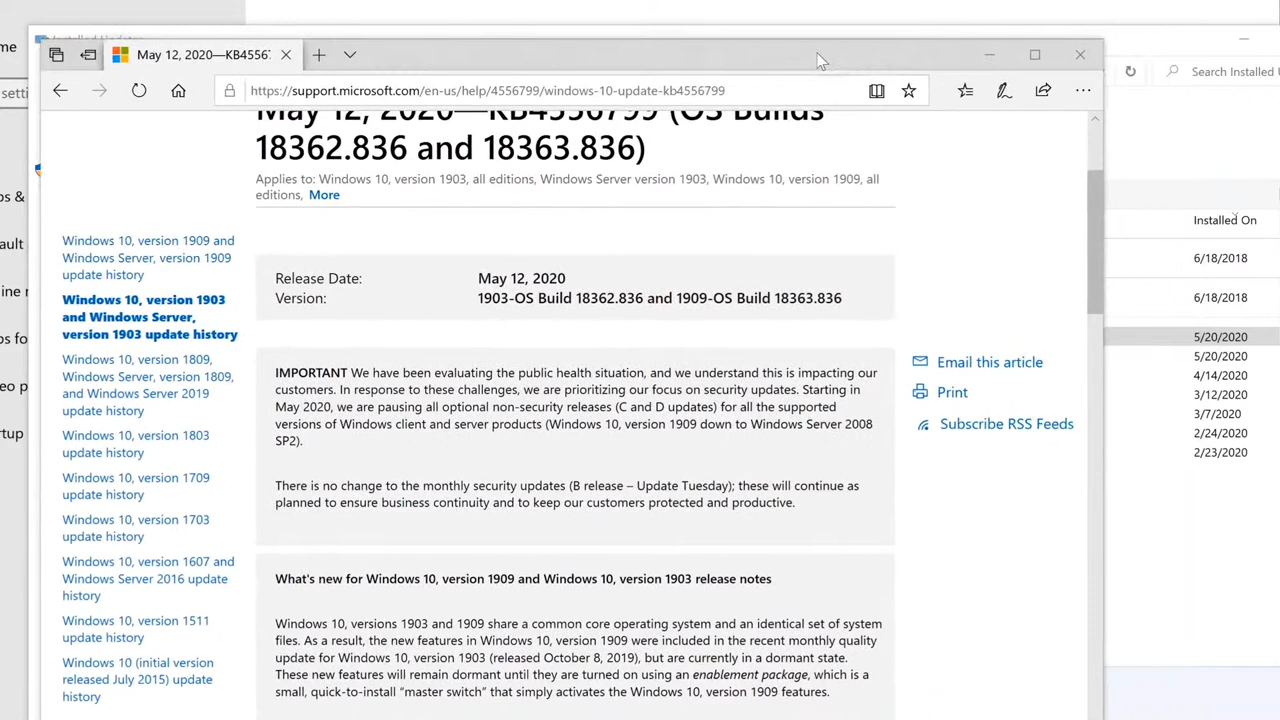 Installed Updates
me
setti
ps &
ault
line m
ps fo
eo p
rtup
May 12, 2020—KB4556
https://support.microsoft.com/en-us/help/4556799/windows-10-update-kb4556799
Search Installed U
May 12, 2020—KB4556799 (OS Builds
18362.836 and 18363.836)
Applies to: Windows 10, version 1903, all editions, Windows Server version 1903, Windows 10, version 1909, all
editions, More
Windows 10, version 1909 and
Windows Server, version 1909
update history
Windows 10, version 1903
and Windows Server,
version 1903 update history
Windows 10, version 1809,
Windows Server, version 1809,
and Windows Server 2019
update history
Windows 10, version 1803
update history
Windows 10, version 1709
update history
Windows 10, version 1703
update history
Windows 10, version 1607 and
Windows Server 2016 update
history
Windows 10, version 1511
update history
Windows 10 (initial version
released July 2015) update
history
Release Date: May 12, 2020
Version: 1903-OS Build 18362.836 and 1909-OS Build 18363.836
IMPORTANT We have been evaluating the public health situation, and we understand this is impacting our
customers. In response to these challenges, we are prioritizing our focus on security updates. Starting in
May 2020, we are pausing all optional non-security releases (C and D updates) for all the supported
versions of Windows client and server products (Windows 10, version 1909 down to Windows Server 2008
SP2).
There is no change to the monthly security updates (B release – Update Tuesday); these will continue as
planned to ensure business continuity and to keep our customers protected and productive.
What's new for Windows 10, version 1909 and Windows 10, version 1903 release notes
Windows 10, versions 1903 and 1909 share a common core operating system and an identical set of system
files. As a result, the new features in Windows 10, version 1909 were included in the recent monthly quality
update for Windows 10, version 1903 (released October 8, 2019), but are currently in a dormant state.
These new features will remain dormant until they are turned on using an enablement package, which is a
small, quick-to-install “master switch” that simply activates the Windows 10, version 1909 features.
Email this article
Print
Subscribe RSS Feeds
Installed On
6/18/2018
6/18/2018
5/20/2020
5/20/2020
4/14/2020
3/12/2020
3/7/2020
2/24/2020
2/23/2020